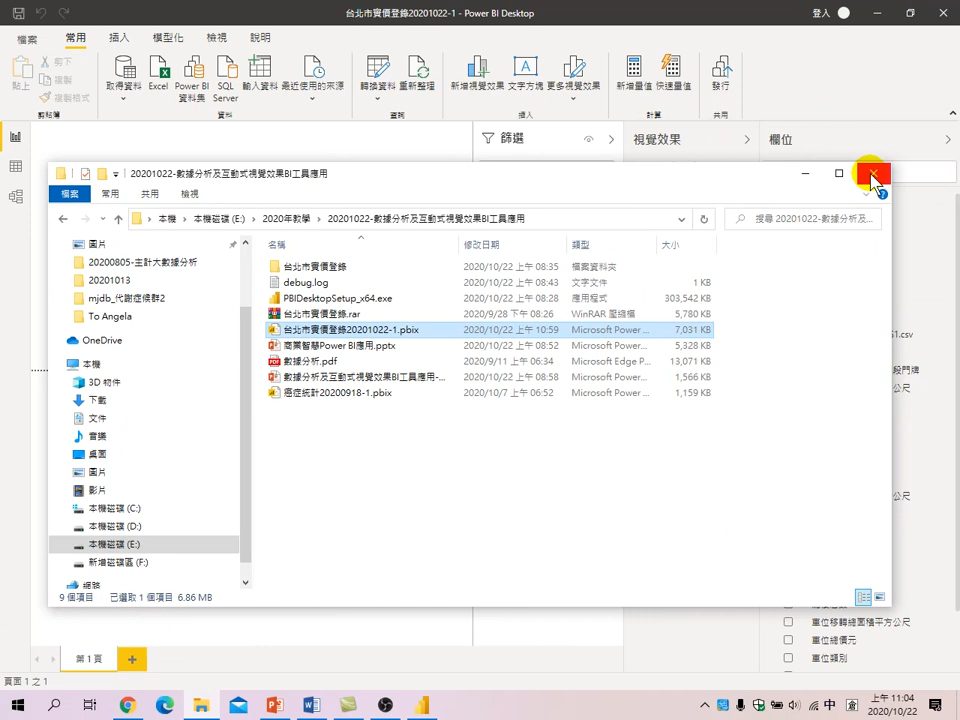 台北市實價登錄20201022-1 - Power BI Desktop
登入
檔案 常用 插入 模型化 檢視 說明
貼上 剪下 複製 複製格式
取得資料 Excel Power BI 資料集 SQL Server 輸入資料 最近使用的來源
轉換資料 重新整理
新增視覺效果 文字方塊 更多視覺效果
新增量值 快速量值
發行
剪貼簿 資料 查詢 插入 計算 共用
篩選 視覺效果 欄位
20201022-數據分析及互動式視覺效果BI工具應用
檔案 常用 共用 檢視
本機 本機磁碟 (E:) 2020年教學 20201022-數據分析及互動式視覺效果BI工具應用
搜尋 20201022-數據分析及...
圖片
20200805-主計大數據分析
20201013
mjdb_代謝症候群2
To Angela
OneDrive
本機
3D 物件
下載
文件
音樂
桌面
圖片
影片
本機磁碟 (C:)
本機磁碟 (D:)
本機磁碟 (E:)
新增磁碟區 (F:)
網路
名稱 修改日期 類型 大小
台北市實價登錄 2020/10/22 上午 08:35 檔案資料夾
debug.log 2020/10/22 上午 08:43 文字文件 1 KB
PBIDesktopSetup_x64.exe 2020/10/22 上午 08:28 應用程式 303,542 KB
台北市實價登錄.rar 2020/9/28 下午 08:26 WinRAR 壓縮檔 5,780 KB
台北市實價登錄20201022-1.pbix 2020/10/22 上午 10:59 Microsoft Power ... 7,031 KB
商業智慧Power BI應用.pptx 2020/10/22 上午 08:52 Microsoft Power... 5,328 KB
數據分析.pdf 2020/9/11 上午 06:34 Microsoft Edge P... 13,071 KB
數據分析及互動式視覺效果BI工具應用-... 2020/10/22 上午 08:58 Microsoft Power... 1,566 KB
癌症統計20200918-1.pbix 2020/10/7 上午 06:52 Microsoft Power ... 1,159 KB
9 個項目 已選取 1 個項目 6.86 MB
1.csv
段門牌
公尺
公尺
車位移轉總面積平方公尺
車位總價元
車位類別
第 1 頁
頁面 1 之 1
中
上午 11:04
2020/10/22